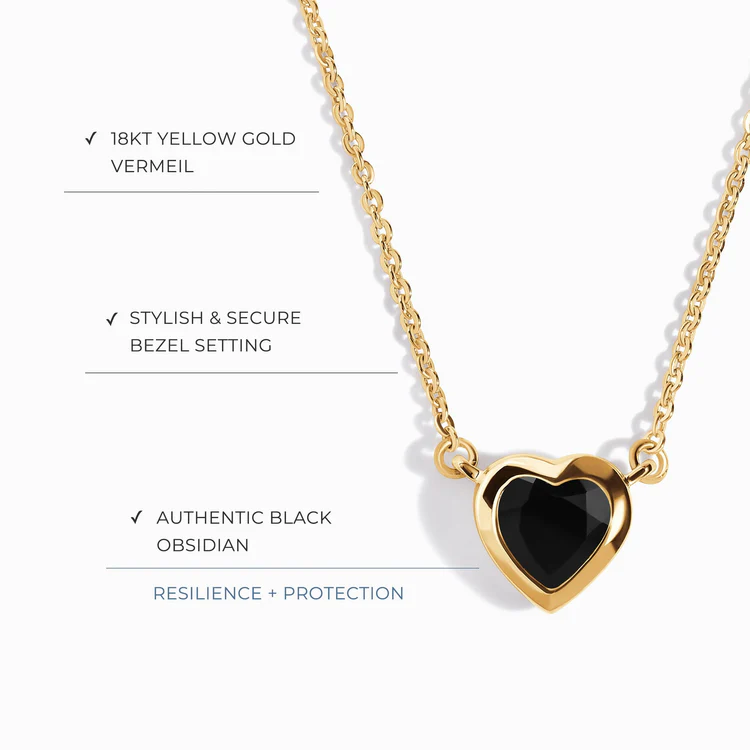 ✓ 18KT YELLOW GOLD
VERMEIL
✓ STYLISH & SECURE
BEZEL SETTING
✓ AUTHENTIC BLACK
OBSIDIAN
RESILIENCE + PROTECTION